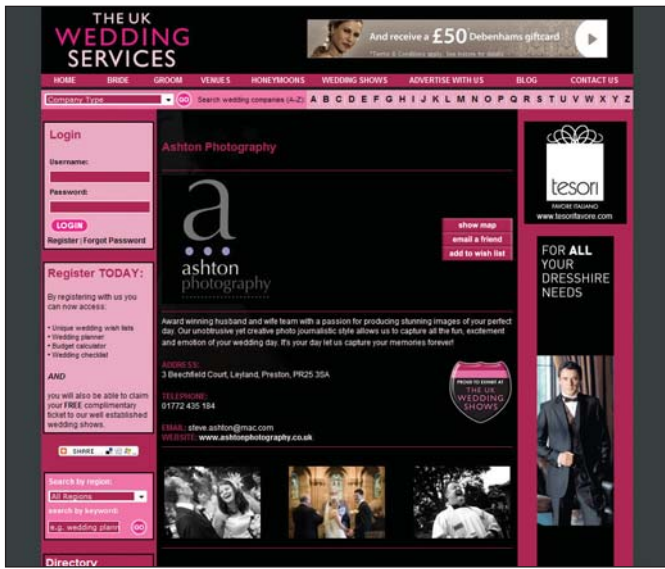 THE UK
WEDDING
SERVICES
And receive a £50 Debenhams giftcard
HOME BRIDE GROOM VENUES HONEYMOONS WEDDING SHOWS ADVERTISE WITH US BLOG CONTACT US
Company Type GO Search wedding companies (A-Z): A B C D E F G H I J K L M N O P Q R S T U V W X Y Z
Login
Username:
Password:
LOGIN
Register | Forgot Password
Register TODAY:
By registering with us you
can now access:
• Unique wedding wish lists
• Wedding planner
• Budget calculator
• Wedding checklist
AND
you will also be able to claim
your FREE complimentary
ticket to our well established
wedding shows.
SHARE
Search by region:
All Regions
search by keyword:
e.g. wedding plann GO
Directory
Ashton Photography
a
ashton
photography
show map
email a friend
add to wish list
Award winning husband and wife team with a passion for producing stunning images of your perfect
day. Our unobtrusive yet creative photo journalistic style allows us to capture all the fun, excitement
and emotion of your wedding day. It's your day let us capture your memories forever!
ADDRESS:
3 Beechfield Court, Leyland, Preston, PR25 3SA
TELEPHONE:
01772 435 184
EMAIL: steve.ashton@mac.com
WEBSITE: www.ashtonphotography.co.uk
PROUD TO EXHIBIT AT
THE UK
WEDDING
SHOWS
tesori
FAVORE ITALIANO
www.tesorifavore.com
FOR ALL
YOUR
DRESSHIRE
NEEDS